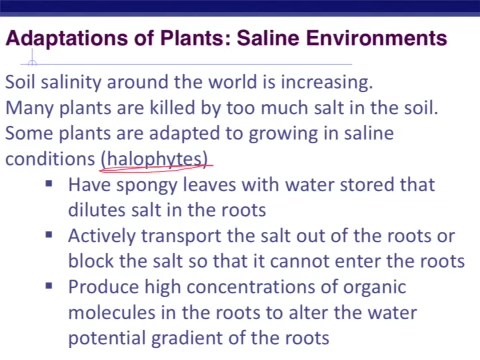 Adaptations of Plants: Saline Environments
Soil salinity around the world is increasing.
Many plants are killed by too much salt in the soil.
Some plants are adapted to growing in saline
conditions (halophytes)
▪ Have spongy leaves with water stored that
dilutes salt in the roots
▪ Actively transport the salt out of the roots or
block the salt so that it cannot enter the roots
▪ Produce high concentrations of organic
molecules in the roots to alter the water
potential gradient of the roots